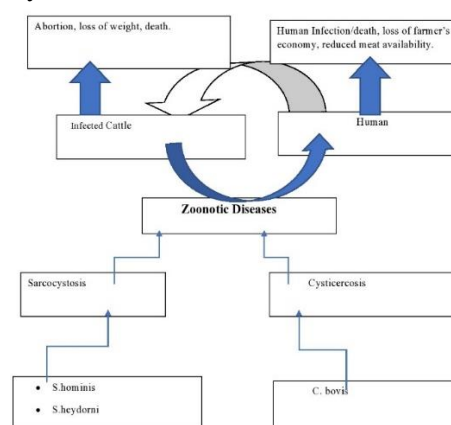 Abortion, loss of weight, death.
Human Infection/death, loss of farmer's
economy, reduced meat availability.
Infected Cattle
Human
Zoonotic Diseases
Sarcocystosis
Cysticercosis
• S.hominis
• S.heydorni
C. bovis